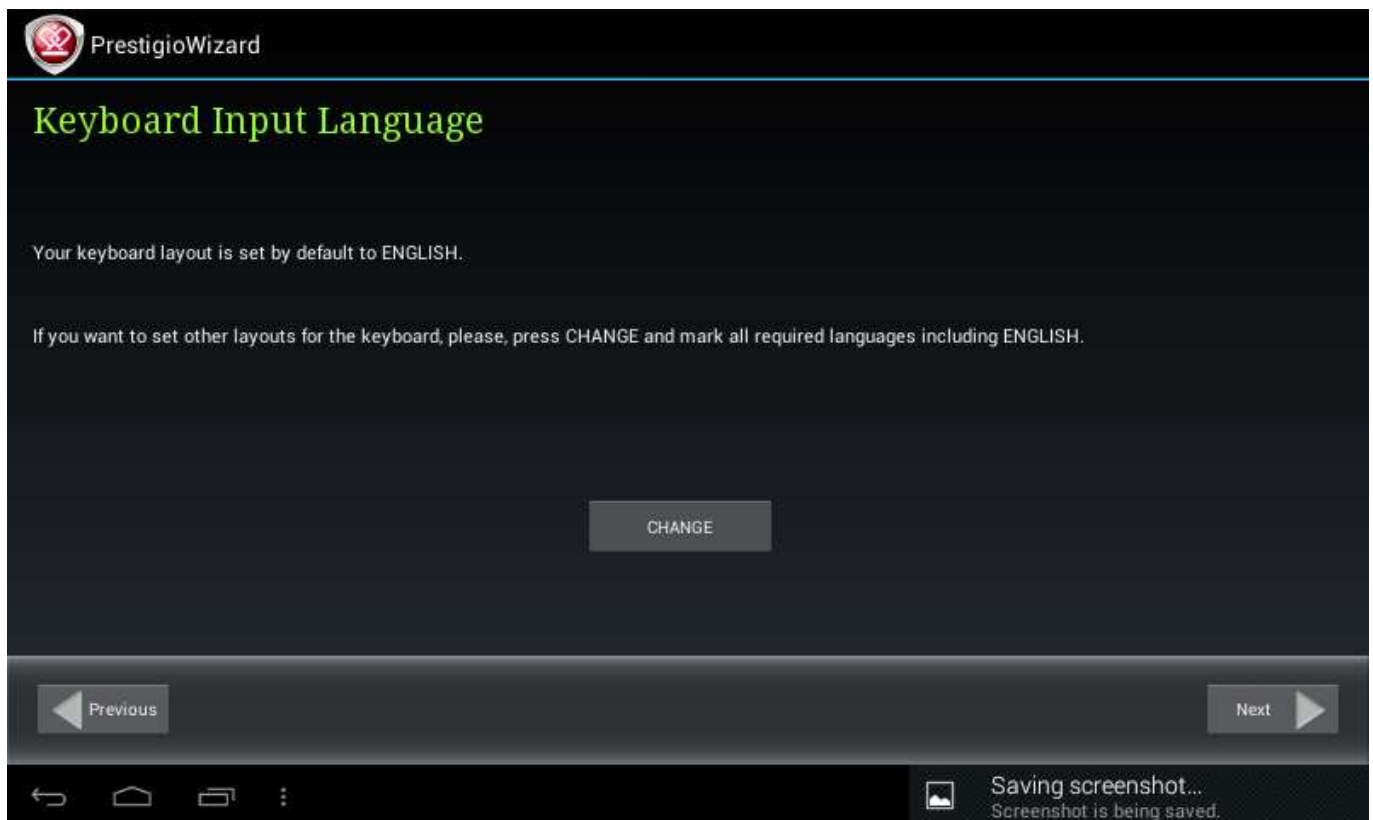 PrestigioWizard
Keyboard Input Language
Your keyboard layout is set by default to ENGLISH.
If you want to set other layouts for the keyboard, please, press CHANGE and mark all required languages including ENGLISH.
CHANGE
Previous
Next
Saving screenshot...
Screenshot is being saved.